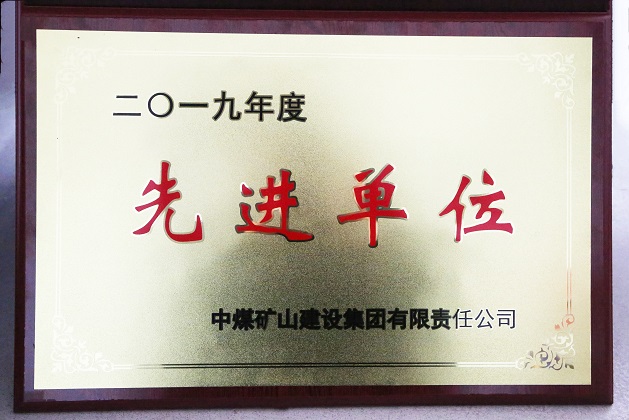 二〇一九年度
先进单位
中煤矿山建设集团有限责任公司